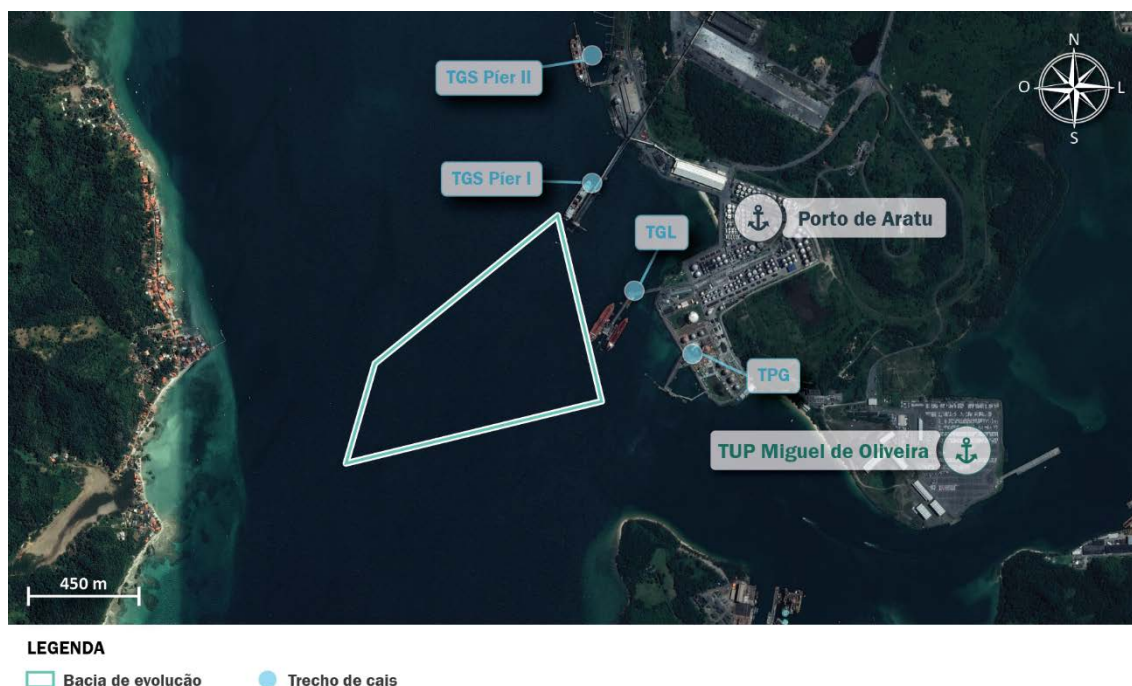 TGS Píer II
N
O
L
S
TGS Píer I
Porto de Aratu
TGL
TPG
TUP Miguel de Oliveira
450 m
LEGENDA
Bacia de evolução
Trecho de cais